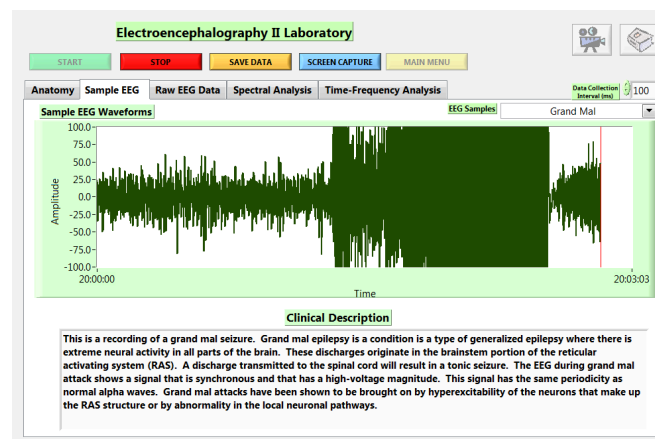 Electroencephalography II Laboratory
START
STOP
SAVE DATA
SCREEN CAPTURE
MAIN MENU
Anatomy
Sample EEG
Raw EEG Data
Spectral Analysis
Time-Frequency Analysis
Data Collection
Interval (ms)
100
Sample EEG Waveforms
EEG Samples
Grand Mal
100.0
75.0
50.0
25.0
0.0
-25.0
-50.0
-75.0
-100.0
Amplitude
20:00:00
20:03:03
Time
Clinical Description
This is a recording of a grand mal seizure. Grand mal epilepsy is a condition is a type of generalized epilepsy where there is
extreme neural activity in all parts of the brain. These discharges originate in the brainstem portion of the reticular
activating system (RAS). A discharge transmitted to the spinal cord will result in a tonic seizure. The EEG during grand mal
attack shows a signal that is synchronous and that has a high-voltage magnitude. This signal has the same periodicity as
normal alpha waves. Grand mal attacks have been shown to be brought on by hyperexcitability of the neurons that make up
the RAS structure or by abnormality in the local neuronal pathways.